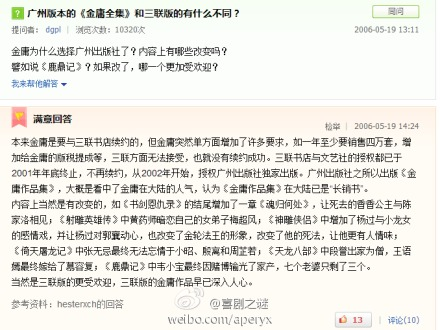 广州版本的《金庸全集》和三联版的有什么不同？
同问
提问者： dgpl | 浏览次数：10320次
2006-05-19 13:11
金庸为什么选择广州出版社了？内容上有哪些改变吗？
譬如说《鹿鼎记》？如果改了，哪一个更加受欢迎？
我来帮他解答
满意回答
检举 | 2006-05-19 14:24
本来金庸是要与三联书店续约的，但金庸突然单方面增加了许多要求，如一年至少要销售四万套，增
加给金庸的版税提成等，三联方面无法接受，也就没有续约成功。三联书店与文艺社的授权都已于
2001年年底终止，不再续约，从2002年开始，授权广州出版社独家出版。广州出版社之所以出版《金
庸作品集》，大概是看中了金庸在大陆的人气，认为《金庸作品集》在大陆已是“长销书”。
内容上当然是有改变的，如《书剑恩仇录》的结尾增加了一章《魂归何处》，让死去的香香公主与陈
家洛相见；《射雕英雄传》中黄药师暗恋自己的女弟子梅超风；《神雕侠侣》中增加了杨过与小龙女
的感情戏，并让杨过对郭襄动心，也改变了金轮法王的形象，改变了他的死法，让他更有人情味；
《倚天屠龙记》中张无忌最终无法忘情于小昭、殷离和周芷若；《天龙八部》中段誉出家为僧，王语
嫣最终嫁给了慕容复；《鹿鼎记》中韦小宝最终因赌博输光了家产，七个老婆只剩了三个。
当然是三联版的更受欢迎，三联版的金庸作品早已深入人心。
参考资料：hesterxch的回答
@喜剧之谜
weibo.com/aperyx
13
评论(10)